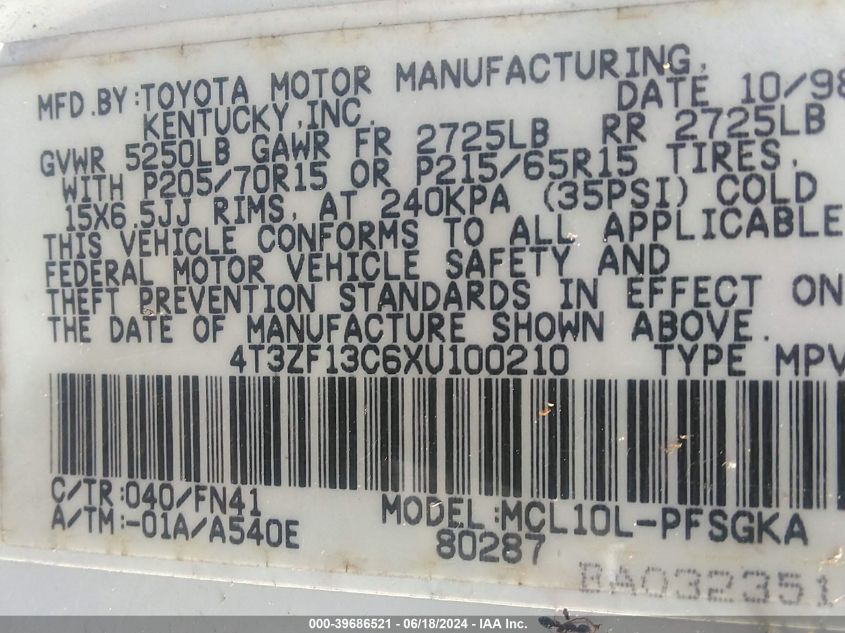 MFD.BY:TOYOTA MOTOR MANUFACTURING,
KENTUCKY,INC. DATE 10/98
GVWR 5250LB GAWR FR 2725LB RR 2725LB
WITH P205/70R15 OR P215/65R15 TIRES,
15X6.5JJ RIMS, AT 240KPA (35PSI) COLD
THIS VEHICLE CONFORMS TO ALL APPLICABLE
FEDERAL MOTOR VEHICLE SAFETY AND
THEFT PREVENTION STANDARDS IN EFFECT ON
THE DATE OF MANUFACTURE SHOWN ABOVE.
4T3ZF13C6XU100210 TYPE MPV
C/TR:040/FN41
A/TM:-01A/A540E
MODEL:MCL10L-PFSGKA
80287
BA032351
000-39686521 - 06/18/2024 - IAA Inc.